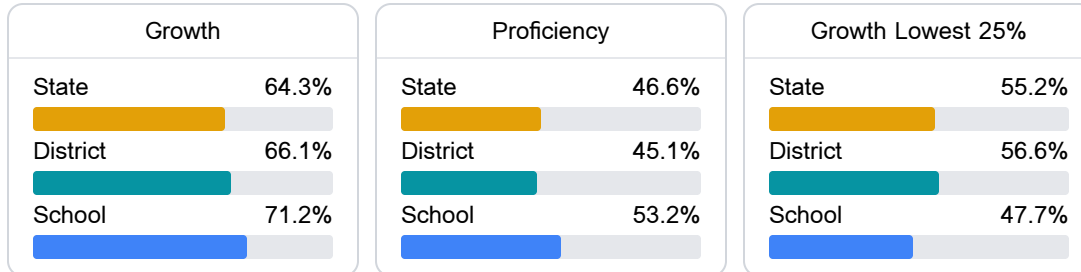 Growth
State 64.3%
District 66.1%
School 71.2%
Proficiency
State 46.6%
District 45.1%
School 53.2%
Growth Lowest 25%
State 55.2%
District 56.6%
School 47.7%